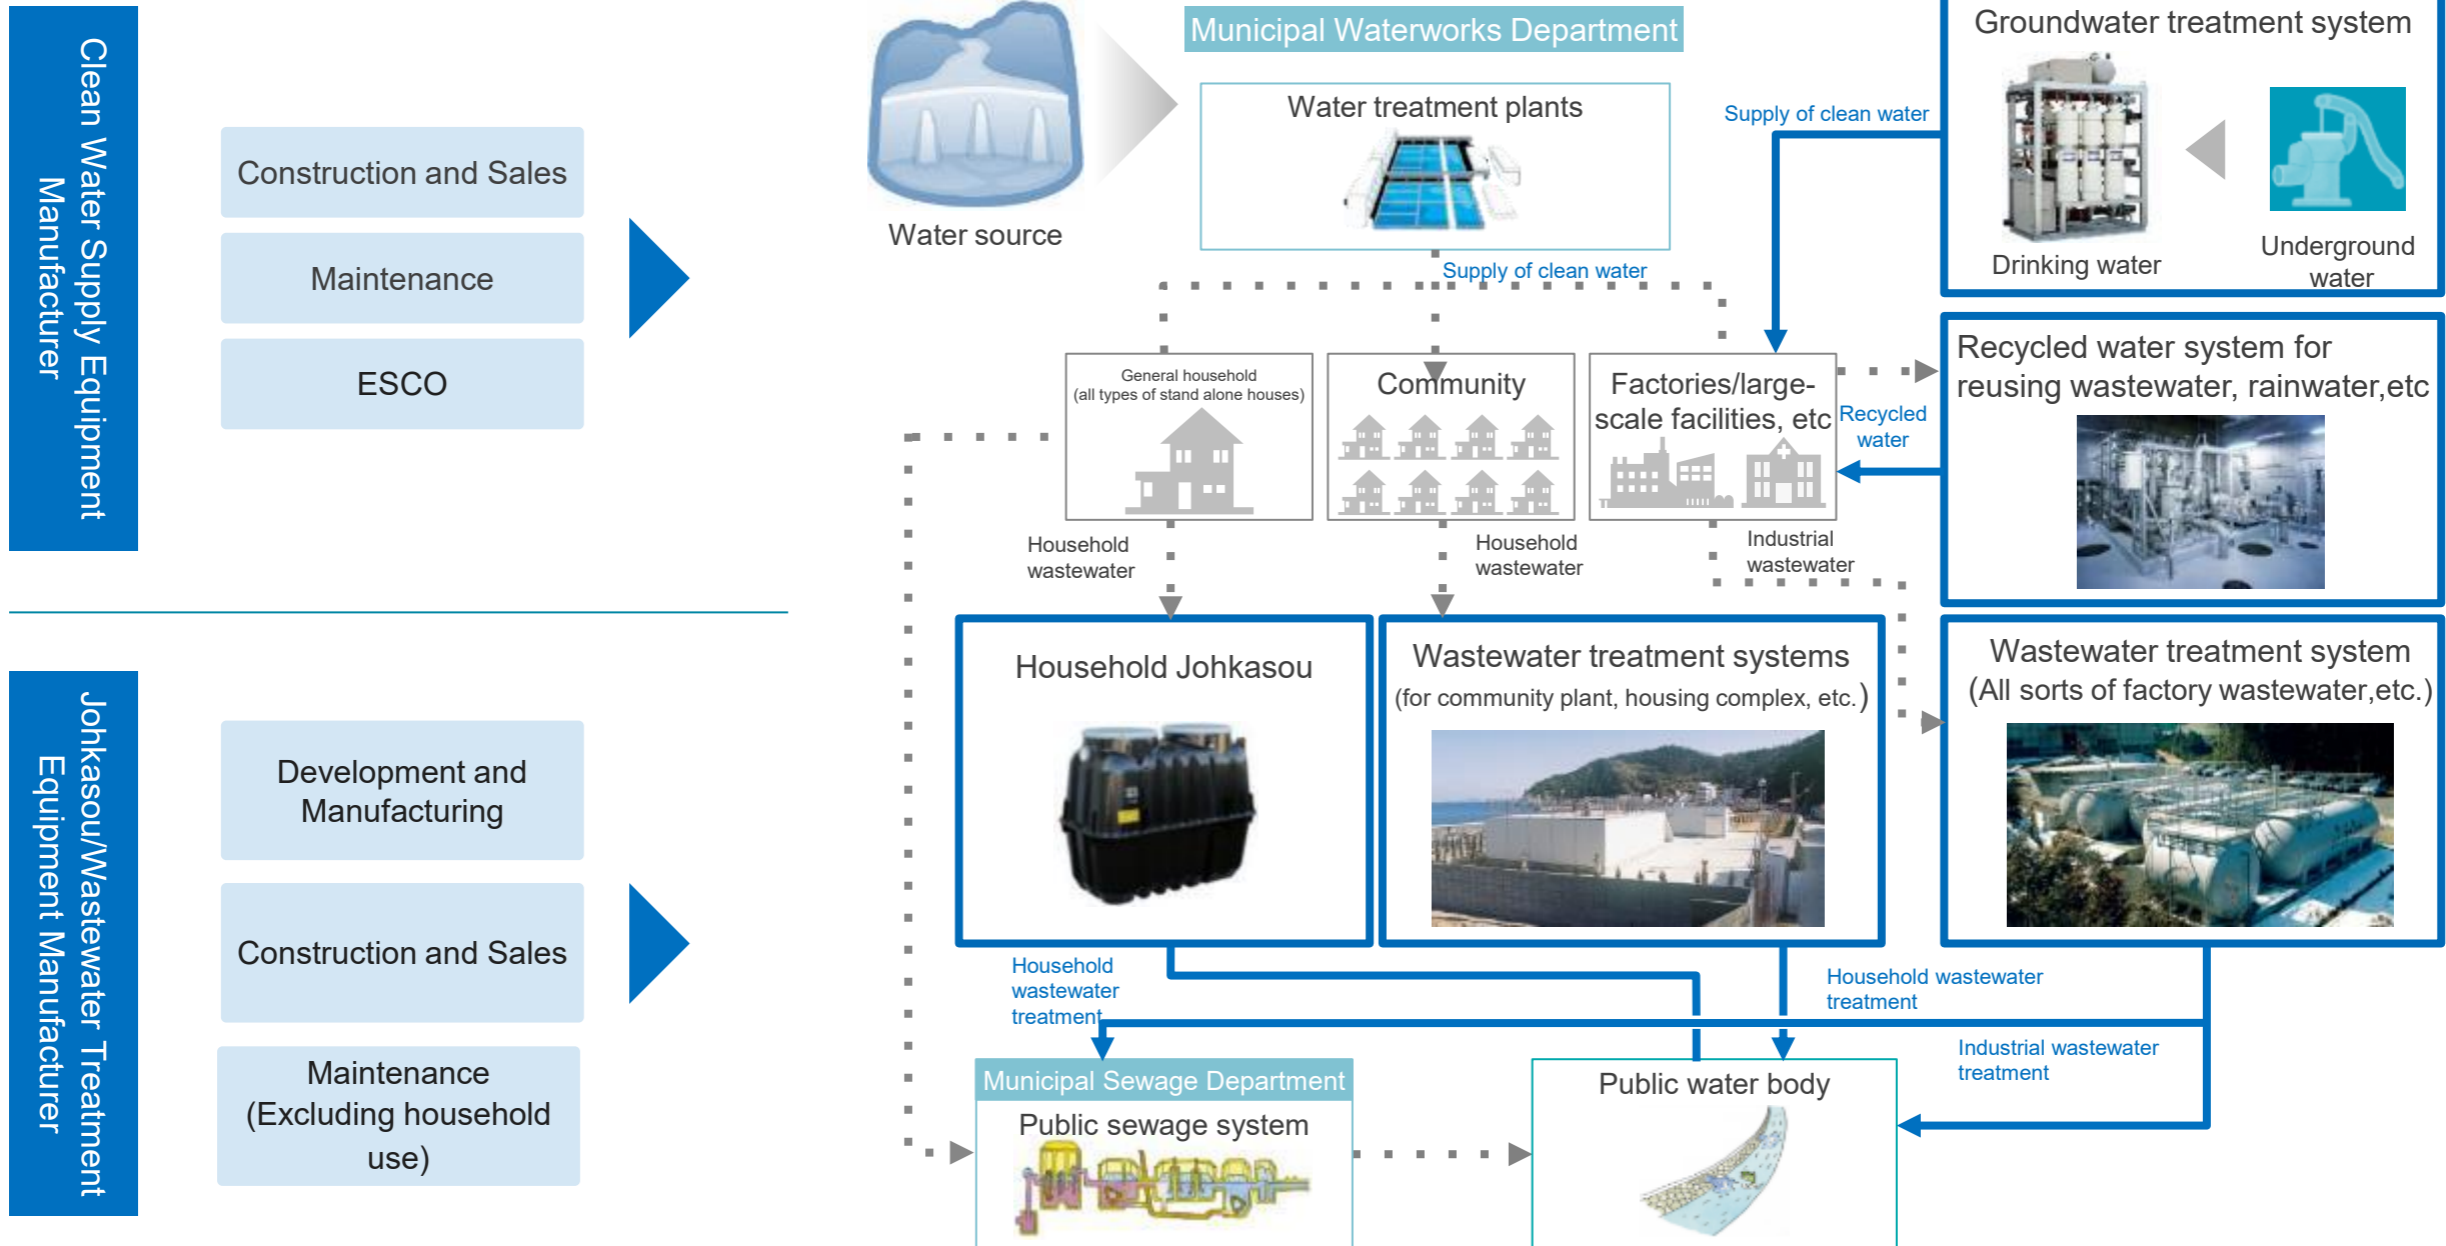 Clean Water Supply Equipment
Manufacturer
Construction and Sales
Maintenance
ESCO
Johkasou/Wastewater Treatment
Equipment Manufacturer
Development and
Manufacturing
Construction and Sales
Maintenance
(Excluding household
use)
Water source
Municipal Waterworks Department
Water treatment plants
Supply of clean water
Groundwater treatment system
Supply of clean water
Drinking water
Underground
water
General household
(all types of stand alone houses)
Community
Factories/large-
scale facilities, etc
Recycled
water
Recycled water system for
reusing wastewater, rainwater,etc
Household
wastewater
Household
wastewater
Industrial
wastewater
Household Johkasou
Wastewater treatment systems
(for community plant, housing complex, etc.)
Wastewater treatment system
(All sorts of factory wastewater,etc.)
Household
wastewater
treatment
Household wastewater
treatment
Industrial wastewater
treatment
Municipal Sewage Department
Public sewage system
Public water body